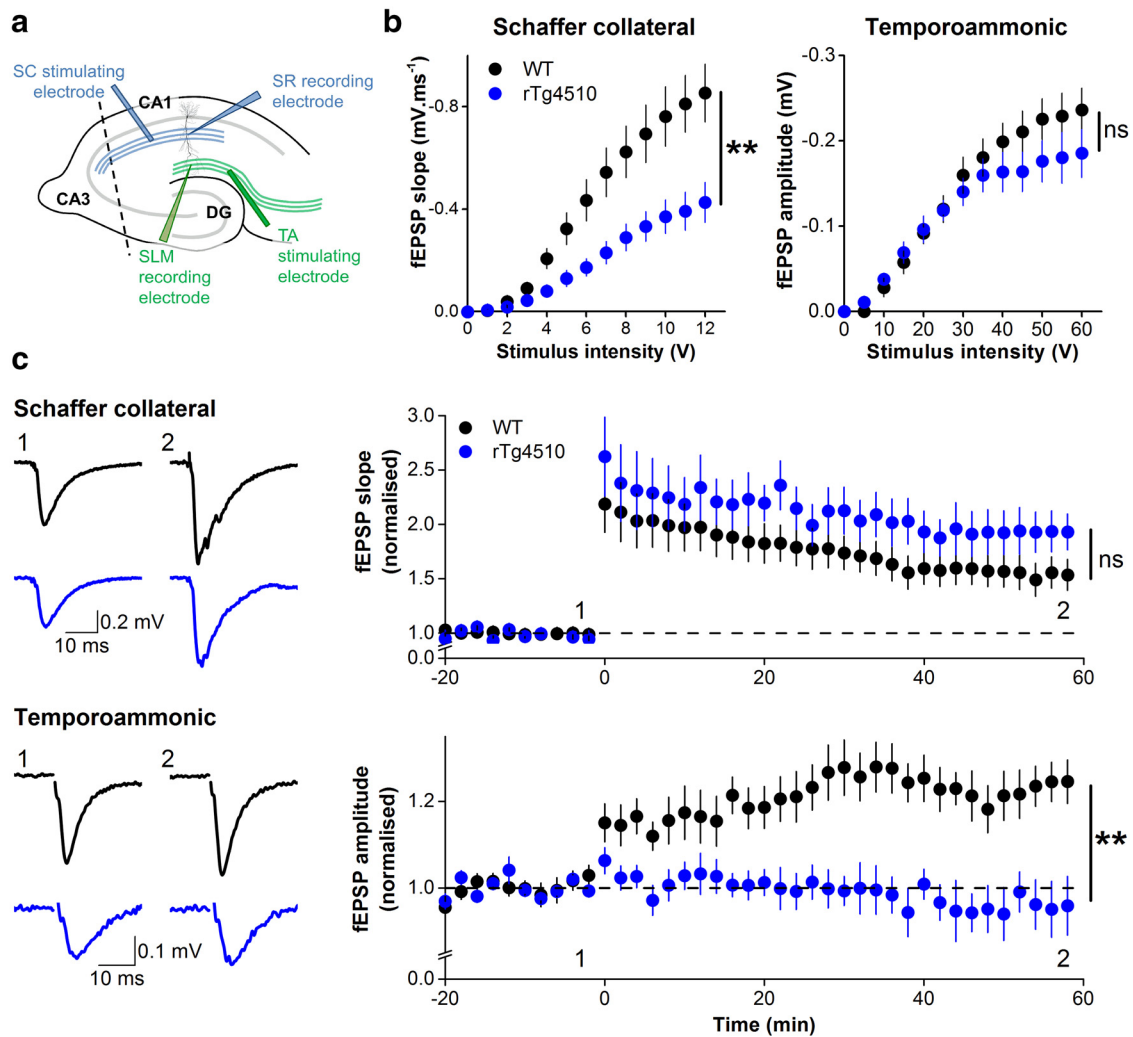 a
SC stimulating
electrode
CA1
SR recording
electrode
CA3
DG
SLM
recording
electrode
TA
stimulating
electrode
b
Schaffer collateral
fEPSP slope (mV.ms-1)
WT
rTg4510
-0.8
-0.4
0.0
0 2 4 6 8 10 12
Stimulus intensity (V)
**
Temporoammonic
fEPSP amplitude (mV)
-0.3
-0.2
-0.1
0.0
0 10 20 30 40 50 60
Stimulus intensity (V)
ns
c
Schaffer collateral
1 2
0.2 mV
10 ms
fEPSP slope
(normalised)
WT
rTg4510
3.0
2.5
2.0
1.5
1.0
0.0
1 2
ns
-20 0 20 40 60
Temporoammonic
1 2
0.1 mV
10 ms
fEPSP amplitude
(normalised)
1.2
1.0
0.0
1 2
**
-20 0 20 40 60
Time (min)